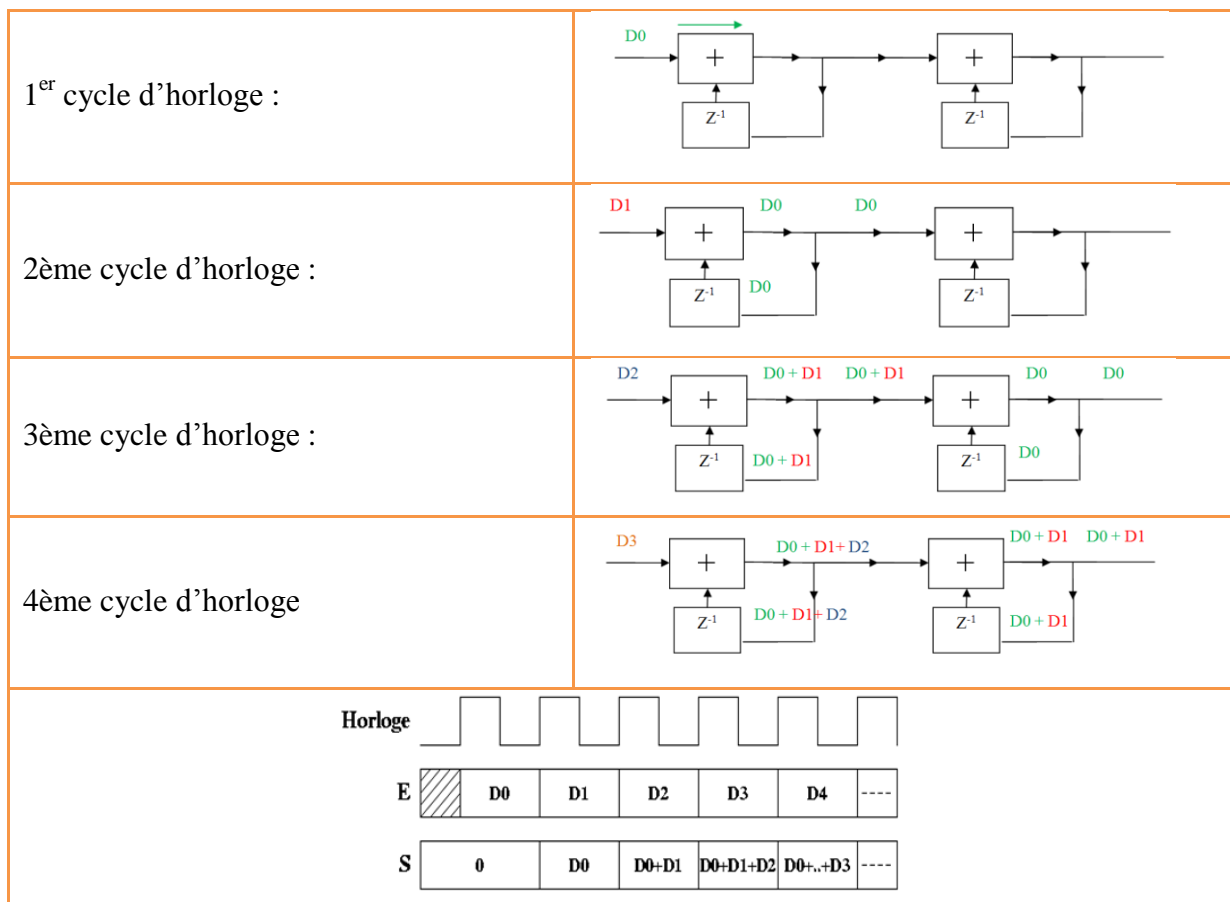 1er cycle d’horloge :
D0
+ +
Z-1 Z-1
2ème cycle d’horloge :
D1 D0 D0
+ +
Z-1 D0 Z-1
3ème cycle d’horloge :
D2 D0 + D1 D0 + D1 D0 D0
+ +
Z-1 D0 + D1 Z-1 D0
4ème cycle d’horloge
D3 D0 + D1+ D2 D0 + D1 D0 + D1
+ +
Z-1 D0 + D1+ D2 Z-1 D0 + D1
Horloge
E D0 D1 D2 D3 D4 ----
S 0 D0 D0+D1 D0+D1+D2 D0+..+D3 ----